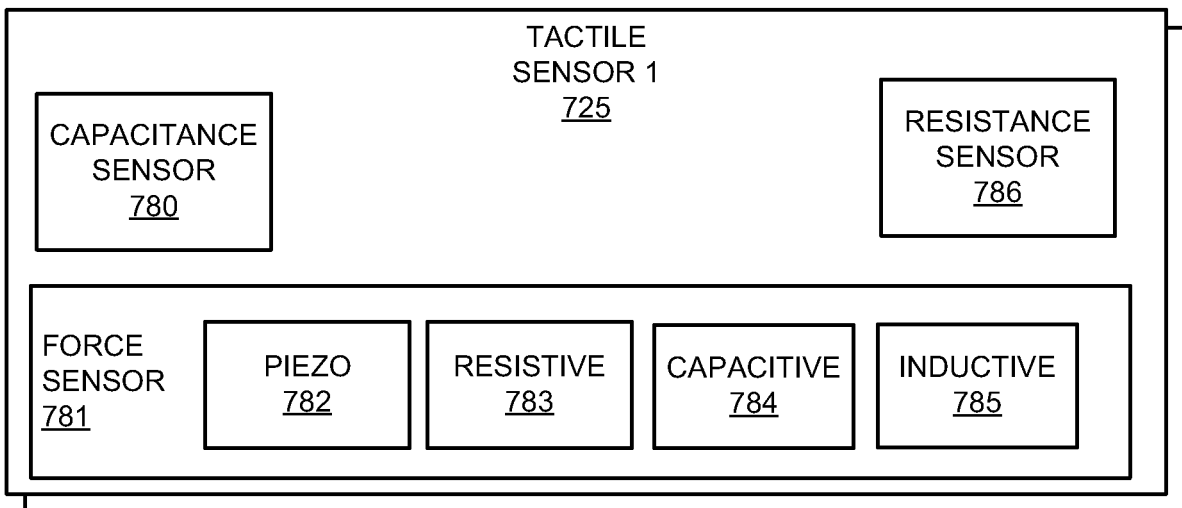 TACTILE
SENSOR 1
725
CAPACITANCE
SENSOR
780
RESISTANCE
SENSOR
786
FORCE
SENSOR
781
PIEZO
782
RESISTIVE
783
CAPACITIVE
784
INDUCTIVE
785